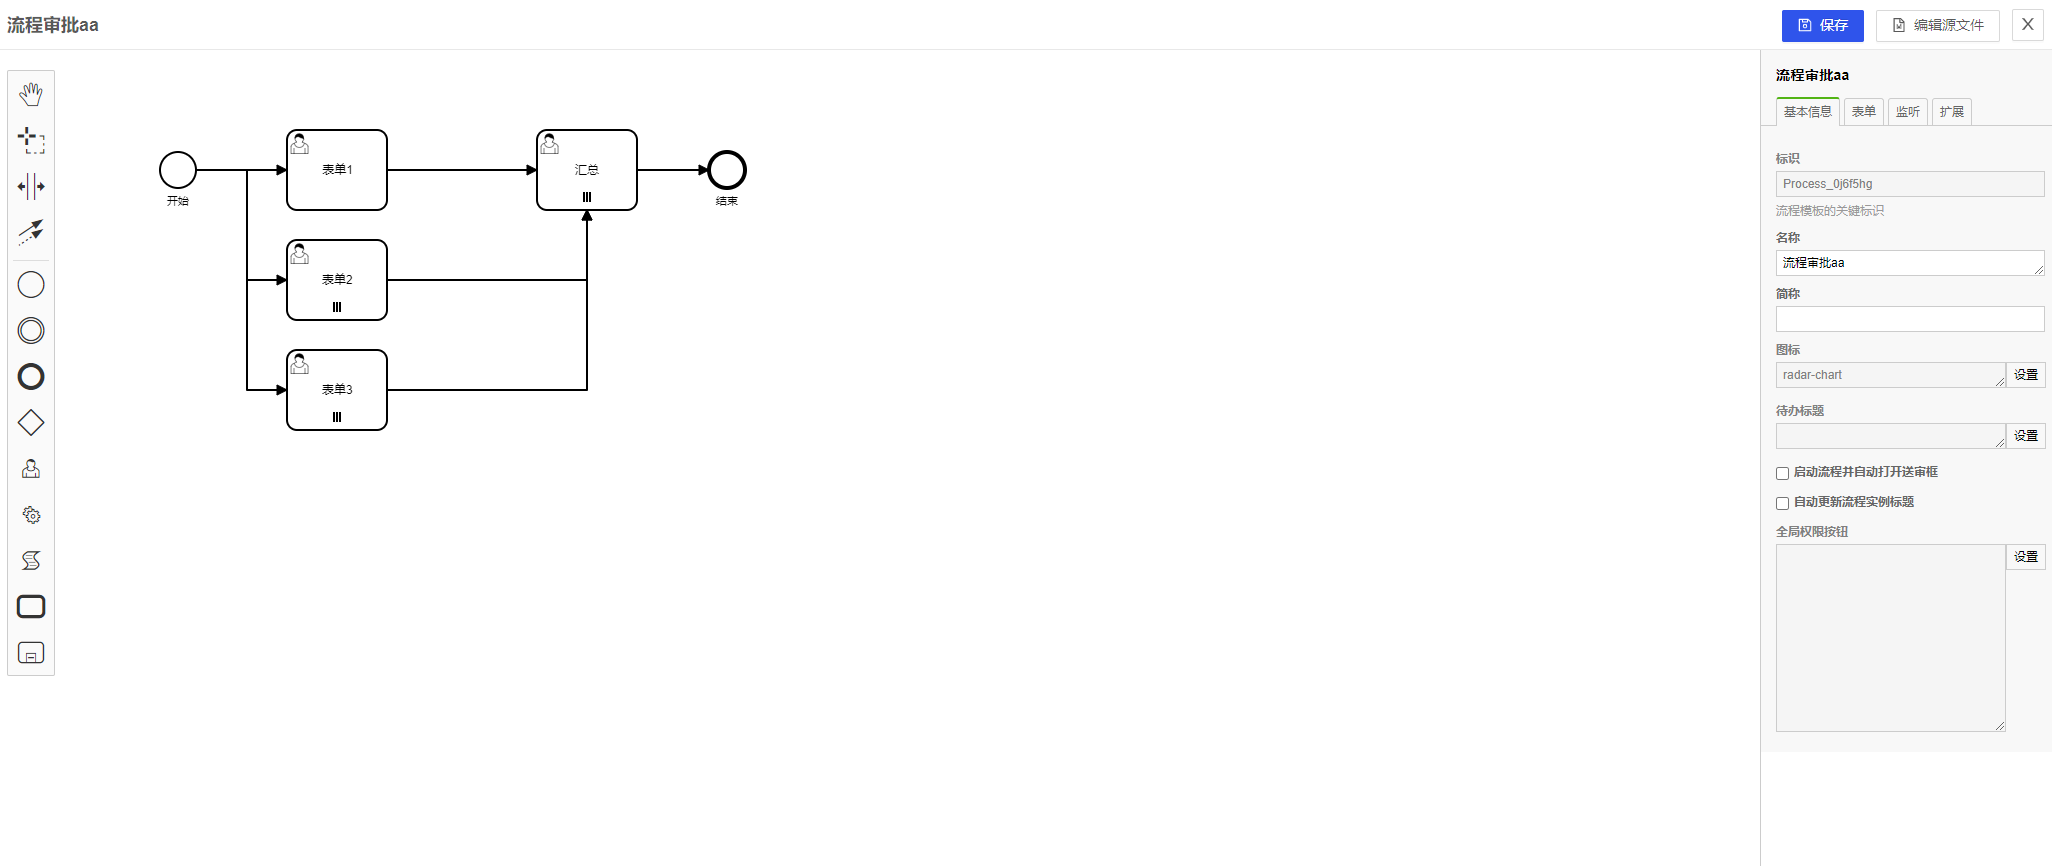 流程审批aa
保存
编辑源文件
X
开始
表单1
汇总
结束
表单2
表单3
流程审批aa
基本信息
表单
监听
扩展
标识
Process_0j6f5hg
流程模板的关键标识
名称
流程审批aa
简称
图标
radar-chart
设置
待办标题
设置
启动流程并自动打开送审框
自动更新流程实例标题
全局权限按钮
设置